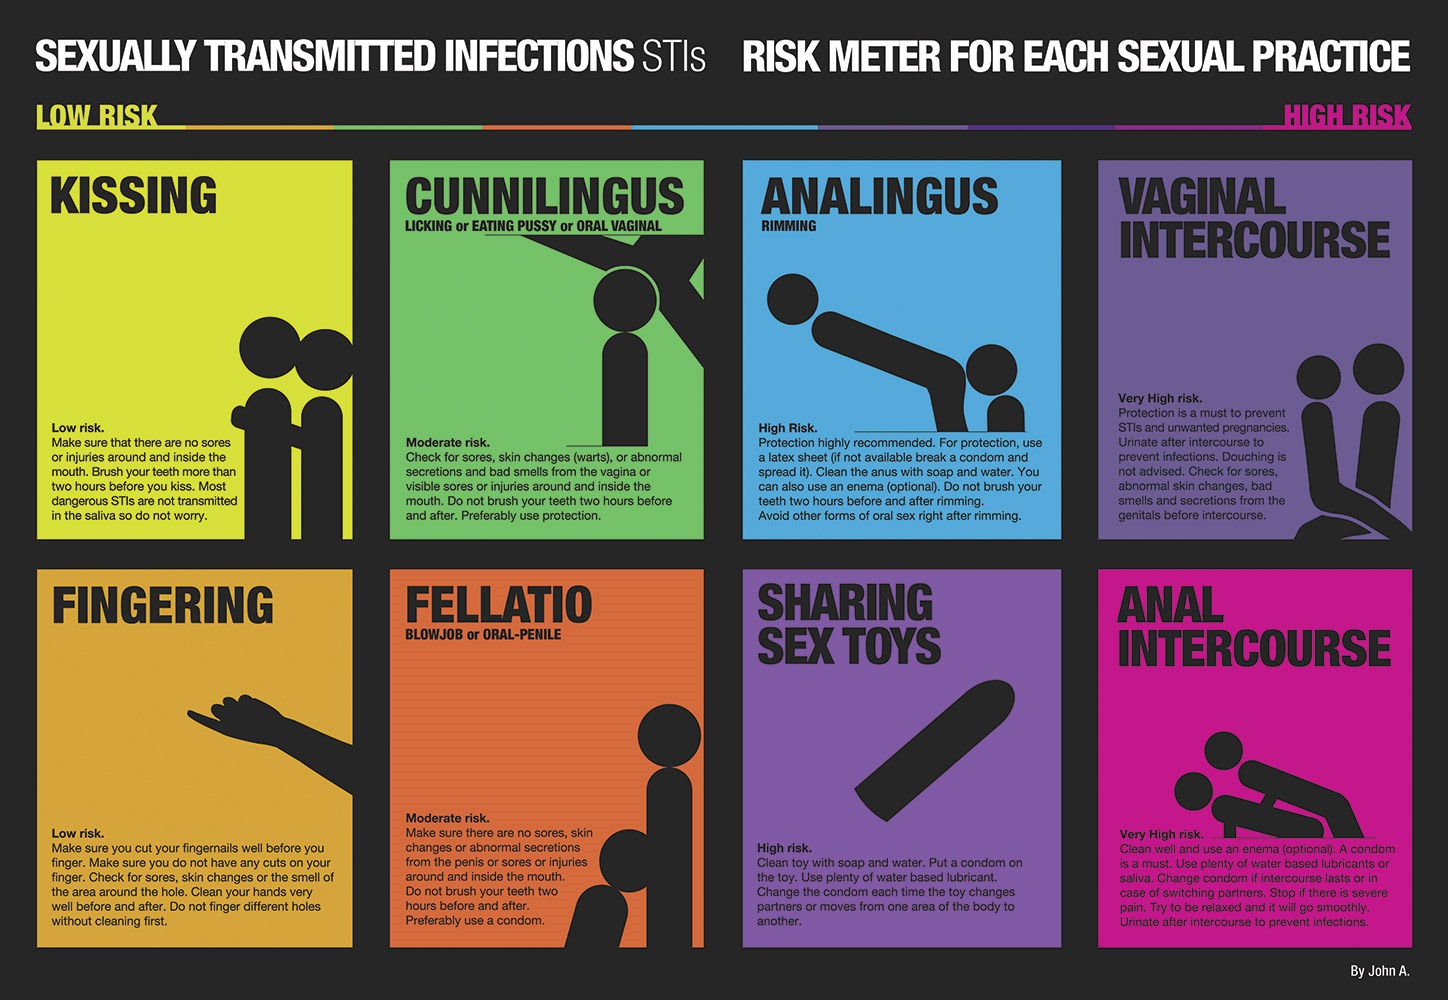 SEXUALLY TRANSMITTED INFECTIONS STIs RISK METER FOR EACH SEXUAL PRACTICE
LOW RISK
HIGH RISK
KISSING
Low risk.
Make sure that there are no sores
or injuries around and inside the
mouth. Brush your teeth more than
two hours before you kiss. Most
dangerous STIs are not transmitted
in the saliva so do not worry.
CUNNILINGUS
LICKING or EATING PUSSY or ORAL VAGINAL
Moderate risk.
Check for sores, skin changes (warts), or abnormal
secretions and bad smells from the vagina or
visible sores or injuries around and inside the
mouth. Do not brush your teeth two hours before
and after. Preferably use protection.
ANALINGUS
RIMMING
High Risk.
Protection highly recommended. For protection, use
a latex sheet (if not available break a condom and
spread it). Clean the anus with soap and water. You
can also use an enema (optional). Do not brush your
teeth two hours before and after rimming.
Avoid other forms of oral sex right after rimming.
VAGINAL
INTERCOURSE
Very High risk.
Protection is a must to prevent
STIs and unwanted pregnancies.
Urinate after intercourse to
prevent infections. Douching is
not advised. Check for sores,
abnormal skin changes, bad
smells and secretions from the
genitals before intercourse.
FINGERING
Low risk.
Make sure you cut your fingernails well before you
finger. Make sure you do not have any cuts on your
finger. Check for sores, skin changes or the smell of
the area around the hole. Clean your hands very
well before and after. Do not finger different holes
without cleaning first.
FELLATIO
BLOWJOB or ORAL-PENILE
Moderate risk.
Make sure there are no sores, skin
changes or abnormal secretions
from the penis or sores or injuries
around and inside the mouth.
Do not brush your teeth two
hours before and after.
Preferably use a condom.
SHARING
SEX TOYS
High risk.
Clean toy with soap and water. Put a condom on
the toy. Use plenty of water based lubricant.
Change the condom each time the toy changes
partners or moves from one area of the body to
another.
ANAL
INTERCOURSE
Very High risk.
Clean well and use an enema (optional). A condom
is a must. Use plenty of water based lubricants or
saliva. Change condom if intercourse lasts or in
case of switching partners. Stop if there is severe
pain. Try to be relaxed and it will go smoothly.
Urinate after intercourse to prevent infections.
By John A.